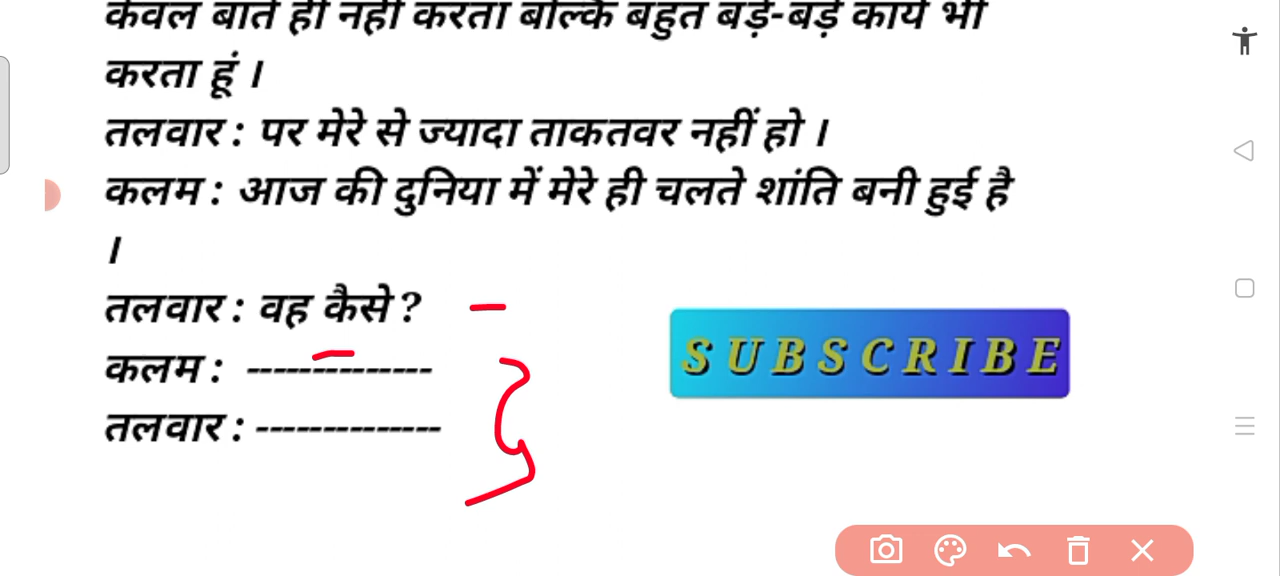 केवल बातें ही नहीं करता बल्कि बहुत बड़े-बड़े कार्य भी
करता हूं ।
तलवार : पर मेरे से ज्यादा ताकतवर नहीं हो ।
कलम : आज की दुनिया में मेरे ही चलते शांति बनी हुई है
।
तलवार : वह कैसे ?
कलम : --------------
तलवार : --------------
SUBSCRIBE